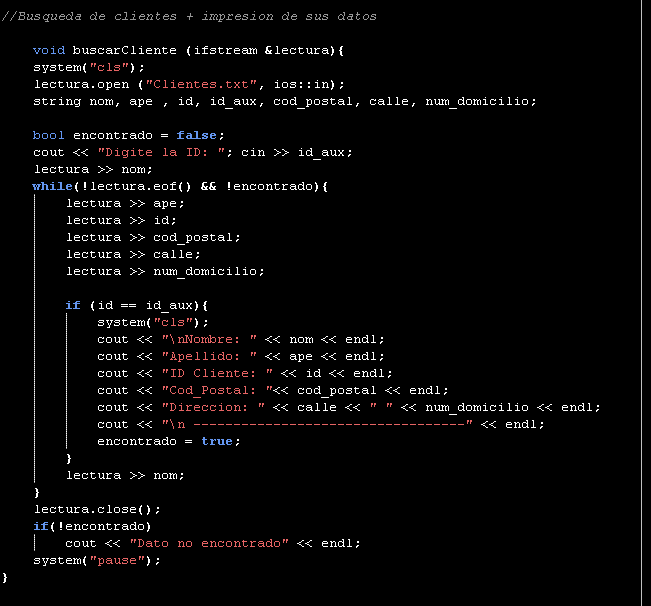 //Busqueda de clientes + impresion de sus datos
void buscarCliente (ifstream &lectura){
system("cls");
lectura.open ("Clientes.txt", ios::in);
string nom, ape , id, id_aux, cod_postal, calle, num_domicilio;
bool encontrado = false;
cout << "Digite la ID: "; cin >> id_aux;
lectura >> nom;
while(!lectura.eof() && !encontrado){
lectura >> ape;
lectura >> id;
lectura >> cod_postal;
lectura >> calle;
lectura >> num_domicilio;
if (id == id_aux){
system("cls");
cout << "\nNombre: " << nom << endl;
cout << "Apellido: " << ape << endl;
cout << "ID Cliente: " << id << endl;
cout << "Cod_Postal: "<< cod_postal << endl;
cout << "Direccion: " << calle << " " << num_domicilio << endl;
cout << "\n ---------------------------------" << endl;
encontrado = true;
}
lectura >> nom;
}
lectura.close();
if(!encontrado)
cout << "Dato no encontrado" << endl;
system("pause");
}